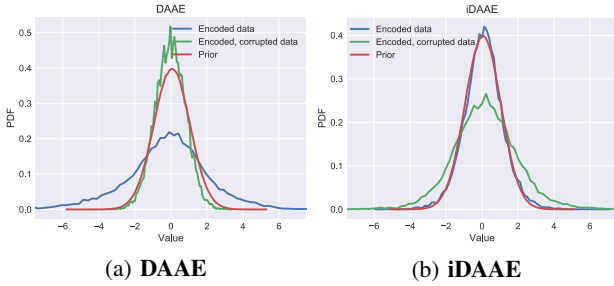 DAAE
Encoded data
Encoded, corrupted data
Prior
PDF
0.5
0.4
0.3
0.2
0.1
0.0
−6 −4 −2 0 2 4 6
Value
(a) DAAE
iDAAE
Encoded data
Encoded, corrupted data
Prior
PDF
0.4
0.3
0.2
0.1
0.0
−6 −4 −2 0 2 4 6
Value
(b) iDAAE